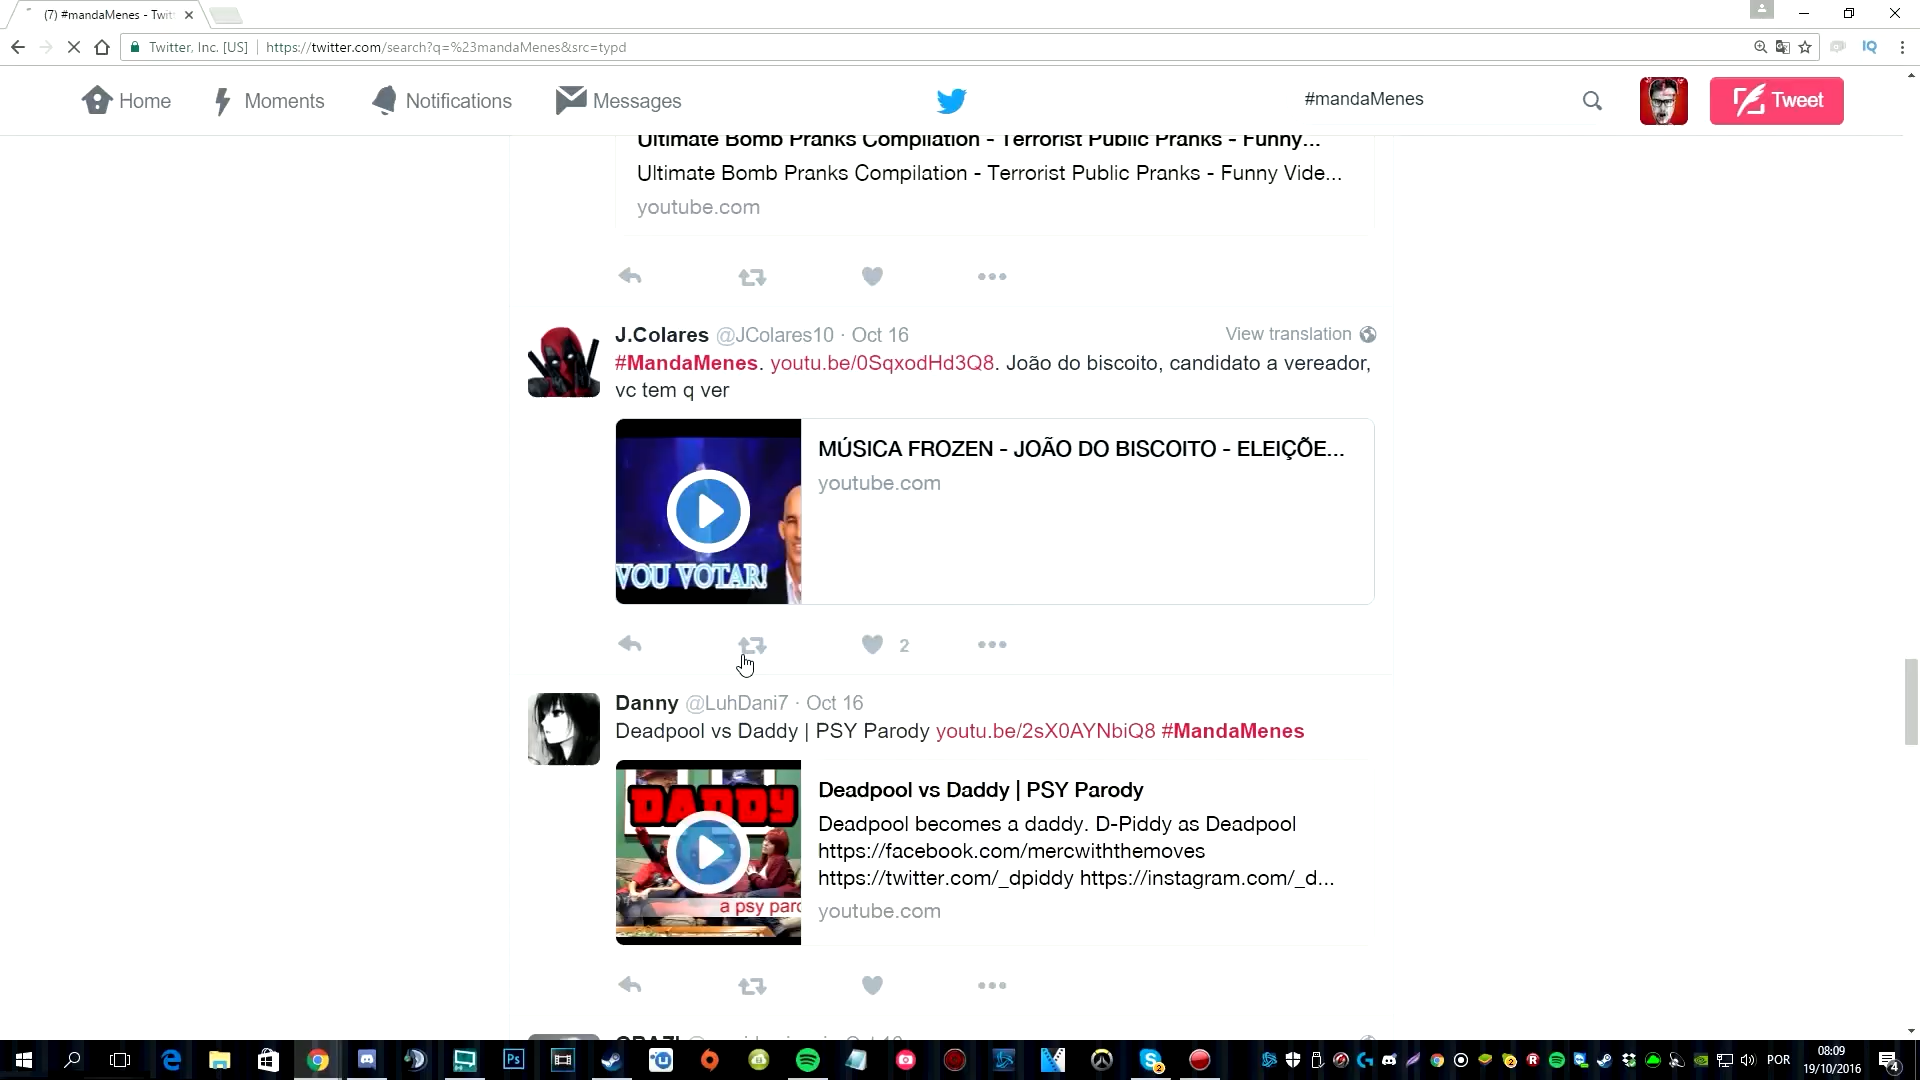 (7) #mandaMenes - Twit
Twitter, Inc. [US] https://twitter.com/search?q=%23mandaMenes&src=typd
IQ
Home Moments Notifications Messages #mandaMenes Tweet
Ultimate Bomb Pranks Compilation - Terrorist Public Pranks - Funny...
Ultimate Bomb Pranks Compilation - Terrorist Public Pranks - Funny Vide...
youtube.com
J.Colares @JColares10 · Oct 16 View translation
#MandaMenes. youtu.be/0SqxodHd3Q8. João do biscoito, candidato a vereador,
vc tem q ver
MÚSICA FROZEN - JOÃO DO BISCOITO - ELEIÇÕE...
youtube.com
VOU VOTAR!
2
Danny @LuhDani7 · Oct 16
Deadpool vs Daddy | PSY Parody youtu.be/2sX0AYNbiQ8 #MandaMenes
DADDY
Deadpool vs Daddy | PSY Parody
Deadpool becomes a daddy. D-Piddy as Deadpool
https://facebook.com/mercwiththemoves
https://twitter.com/_dpiddy https://instagram.com/_d...
a psy paro
youtube.com
Ps
POR
08:09
19/10/2016
4